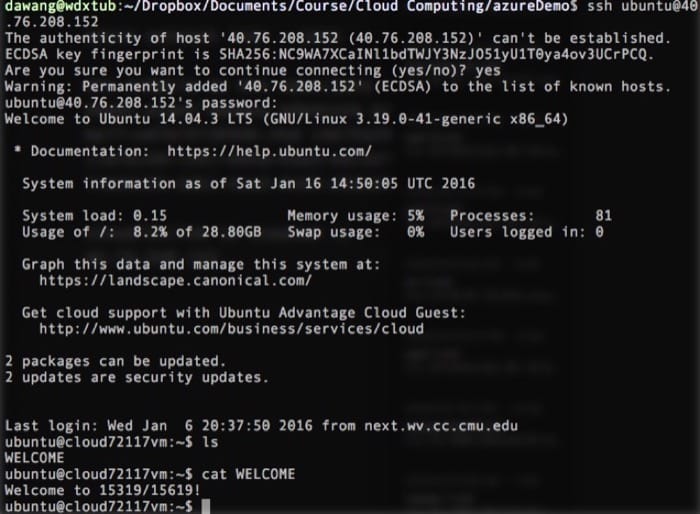 dawang@wdxtub:~/Dropbox/Documents/Course/Cloud Computing/azureDemo$ ssh ubuntu@40
.76.208.152
The authenticity of host '40.76.208.152 (40.76.208.152)' can't be established.
ECDSA key fingerprint is SHA256:NC9WA7XCaINl1bdTWJY3NzJO51yU1T0ya4ov3UCrPCQ.
Are you sure you want to continue connecting (yes/no)? yes
Warning: Permanently added '40.76.208.152' (ECDSA) to the list of known hosts.
ubuntu@40.76.208.152's password:
Welcome to Ubuntu 14.04.3 LTS (GNU/Linux 3.19.0-41-generic x86_64)
* Documentation:  https://help.ubuntu.com/
System information as of Sat Jan 16 14:50:05 UTC 2016
System load: 0.15 Memory usage: 5% Processes: 81
Usage of /: 8.2% of 28.80GB Swap usage: 0% Users logged in: 0
Graph this data and manage this system at:
https://landscape.canonical.com/
Get cloud support with Ubuntu Advantage Cloud Guest:
http://www.ubuntu.com/business/services/cloud
2 packages can be updated.
2 updates are security updates.
Last login: Wed Jan  6 20:37:50 2016 from next.wv.cc.cmu.edu
ubuntu@cloud72117vm:~$ ls
WELCOME
ubuntu@cloud72117vm:~$ cat WELCOME
Welcome to 15319/15619!
ubuntu@cloud72117vm:~$